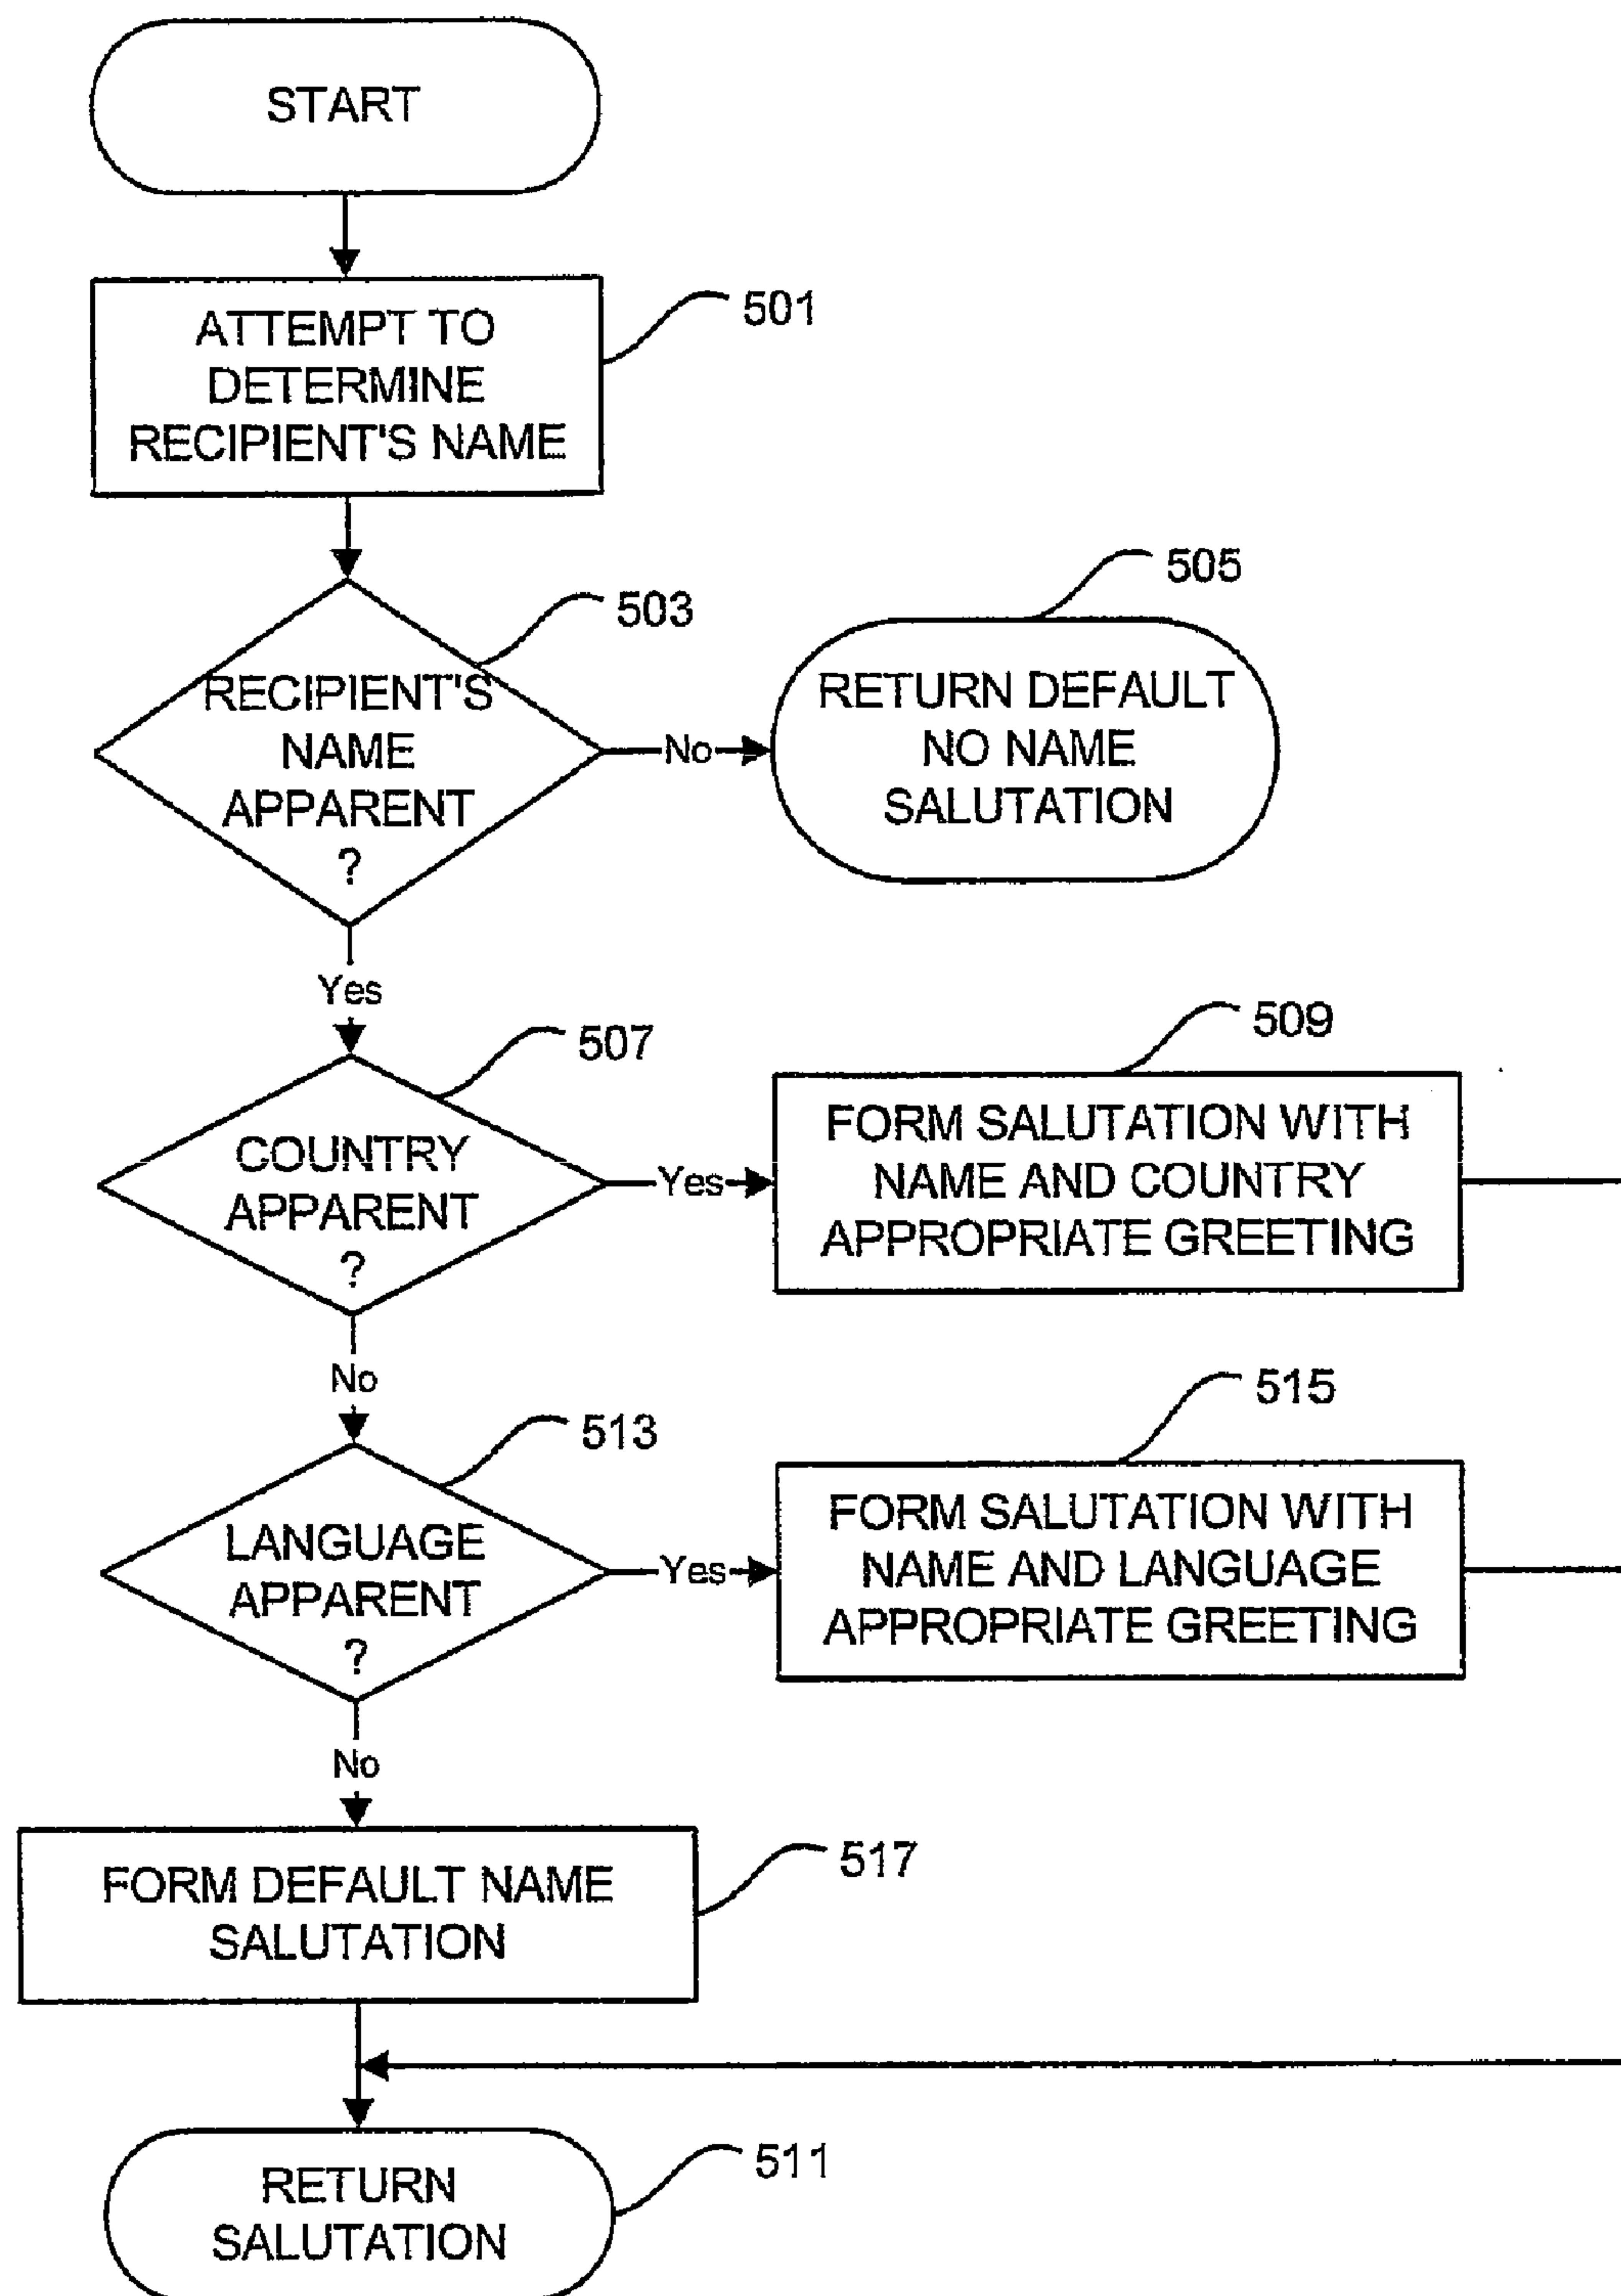 START
ATTEMPT TO
DETERMINE
RECIPIENT'S NAME
501
RECIPIENT'S
NAME
APPARENT
?
503
No
RETURN DEFAULT
NO NAME
SALUTATION
505
Yes
COUNTRY
APPARENT
?
507
Yes
FORM SALUTATION WITH
NAME AND COUNTRY
APPROPRIATE GREETING
509
No
LANGUAGE
APPARENT
?
513
Yes
FORM SALUTATION WITH
NAME AND LANGUAGE
APPROPRIATE GREETING
515
No
FORM DEFAULT NAME
SALUTATION
517
RETURN
SALUTATION
511